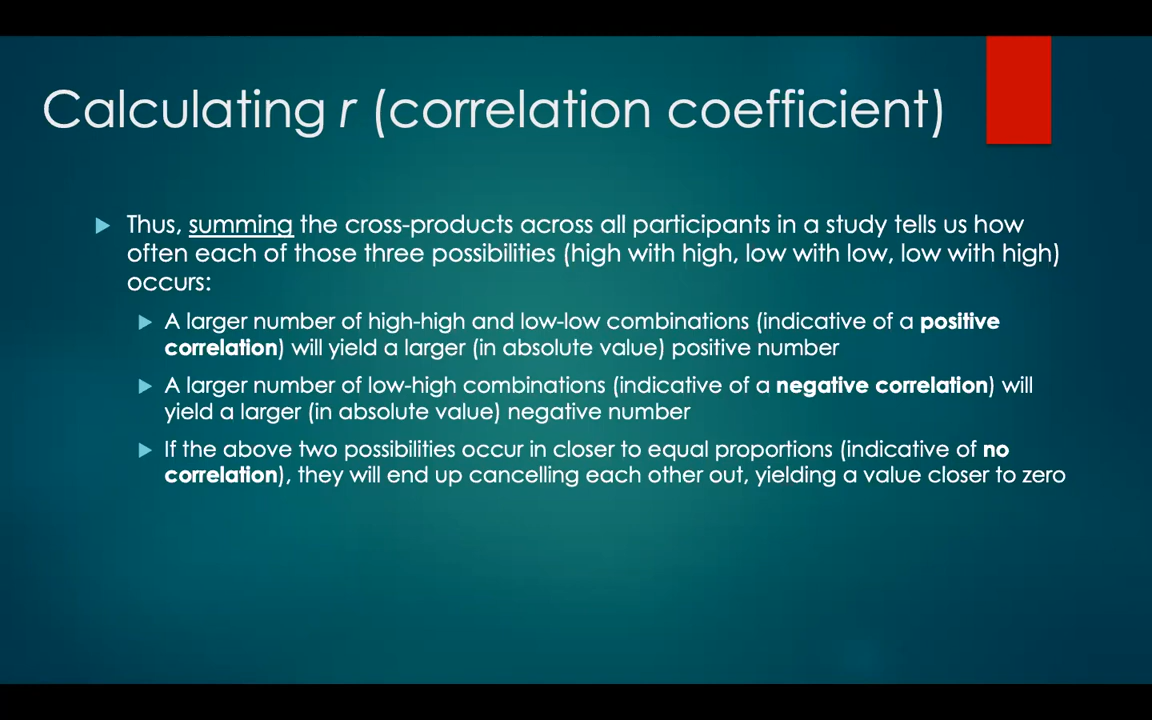 Calculating r (correlation coefficient)
Thus, summing the cross-products across all participants in a study tells us how
often each of those three possibilities (high with high, low with low, low with high)
occurs:
A larger number of high-high and low-low combinations (indicative of a positive
correlation) will yield a larger (in absolute value) positive number
A larger number of low-high combinations (indicative of a negative correlation) will
yield a larger (in absolute value) negative number
If the above two possibilities occur in closer to equal proportions (indicative of no
correlation), they will end up cancelling each other out, yielding a value closer to zero